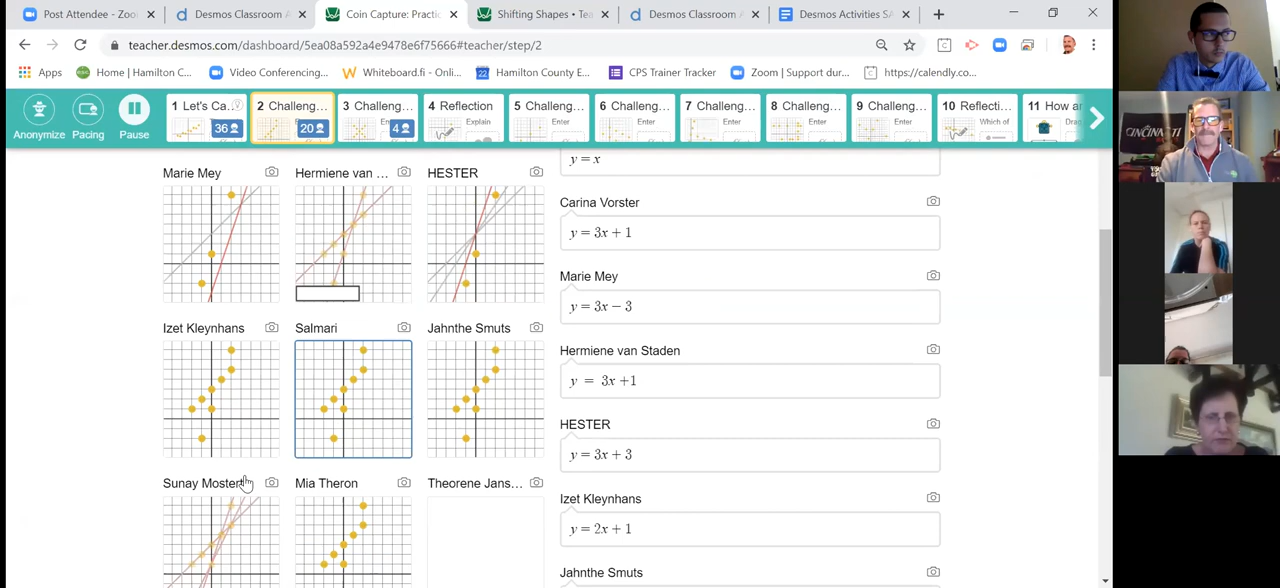 Post Attendee - Zoo
Desmos Classroom A
Coin Capture: Practic
Shifting Shapes • Tea
Desmos Classroom A
Desmos Activities SA
teacher.desmos.com/dashboard/5ea08a592a4e9478e6f75666#teacher/step/2
Apps
Home | Hamilton C...
Video Conferencing...
Whiteboard.fi - Onli...
22
Hamilton County E...
CPS Trainer Tracker
Zoom | Support dur...
https://calendly.co...
Anonymize
Pacing
Pause
1 Let's Ca...
36
2 Challeng...
20
3 Challeng...
4
4 Reflection
Explain
5 Challeng...
Enter
6 Challeng...
Enter
7 Challeng...
Enter
8 Challeng...
Enter
9 Challeng...
Enter
10 Reflecti...
Which of
11 How ar
Dra
Marie Mey
Hermiene van ...
HESTER
Izet Kleynhans
Salmari
Jahnthe Smuts
Sunay Mostert
Mia Theron
Theorene Jans...
y = x
Carina Vorster
y = 3x + 1
Marie Mey
y = 3x − 3
Hermiene van Staden
y = 3x +1
HESTER
y = 3x + 3
Izet Kleynhans
y = 2x + 1
Jahnthe Smuts
CINCINNATI